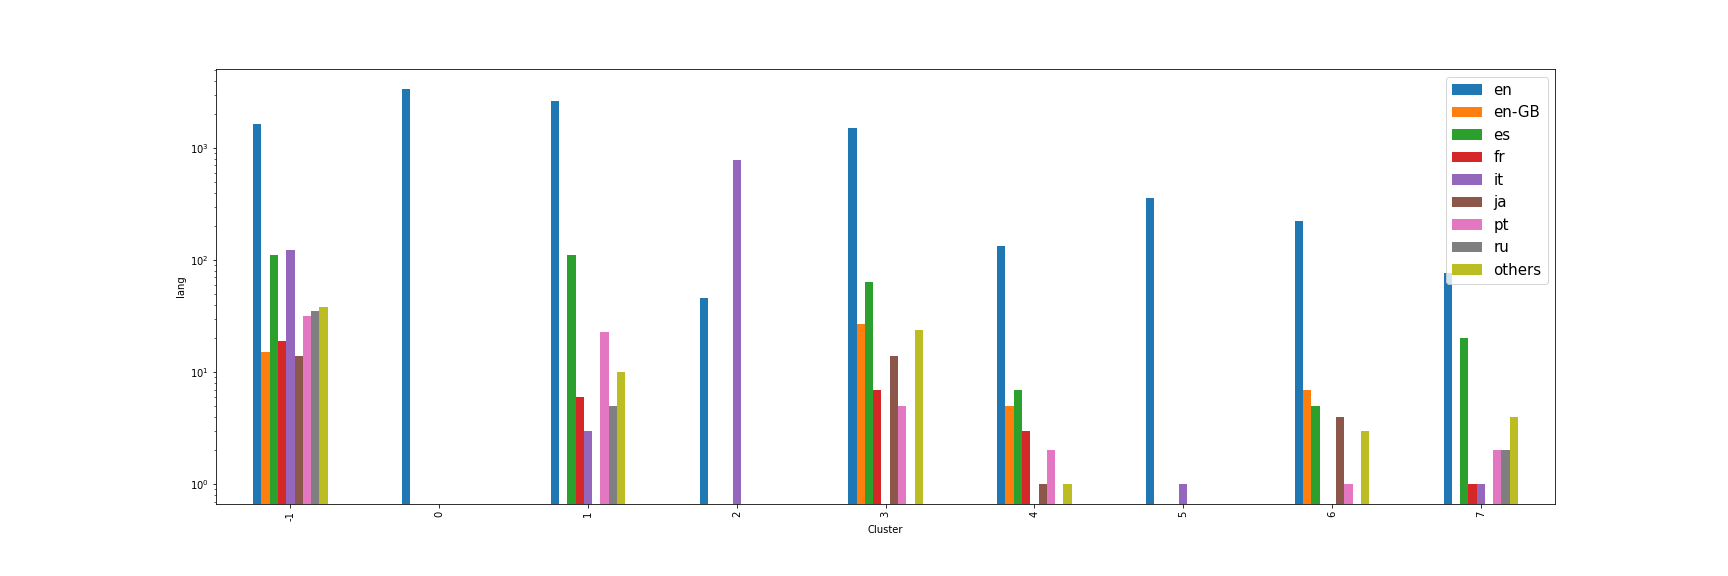 10³
10²
10¹
10⁰
lang
-1
0
1
2
3
4
5
6
7
Cluster
en
en-GB
es
fr
it
ja
pt
ru
others